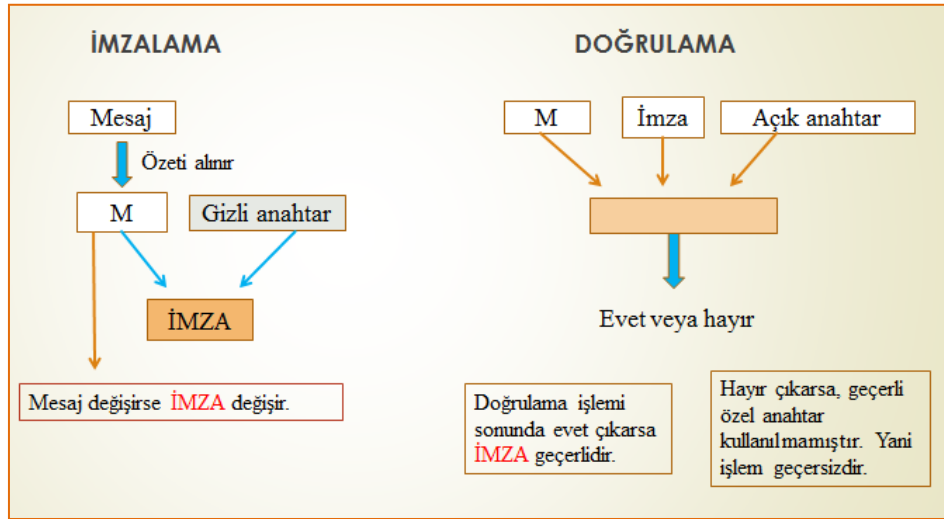 İMZALAMA
Mesaj
Özeti alınır
M
Gizli anahtar
İMZA
Mesaj değişirse İMZA değişir.
DOĞRULAMA
M
İmza
Açık anahtar
Evet veya hayır
Doğrulama işlemi
sonunda evet çıkarsa
İMZA geçerlidir.
Hayır çıkarsa, geçerli
özel anahtar
kullanılmamıştır. Yani
işlem geçersizdir.